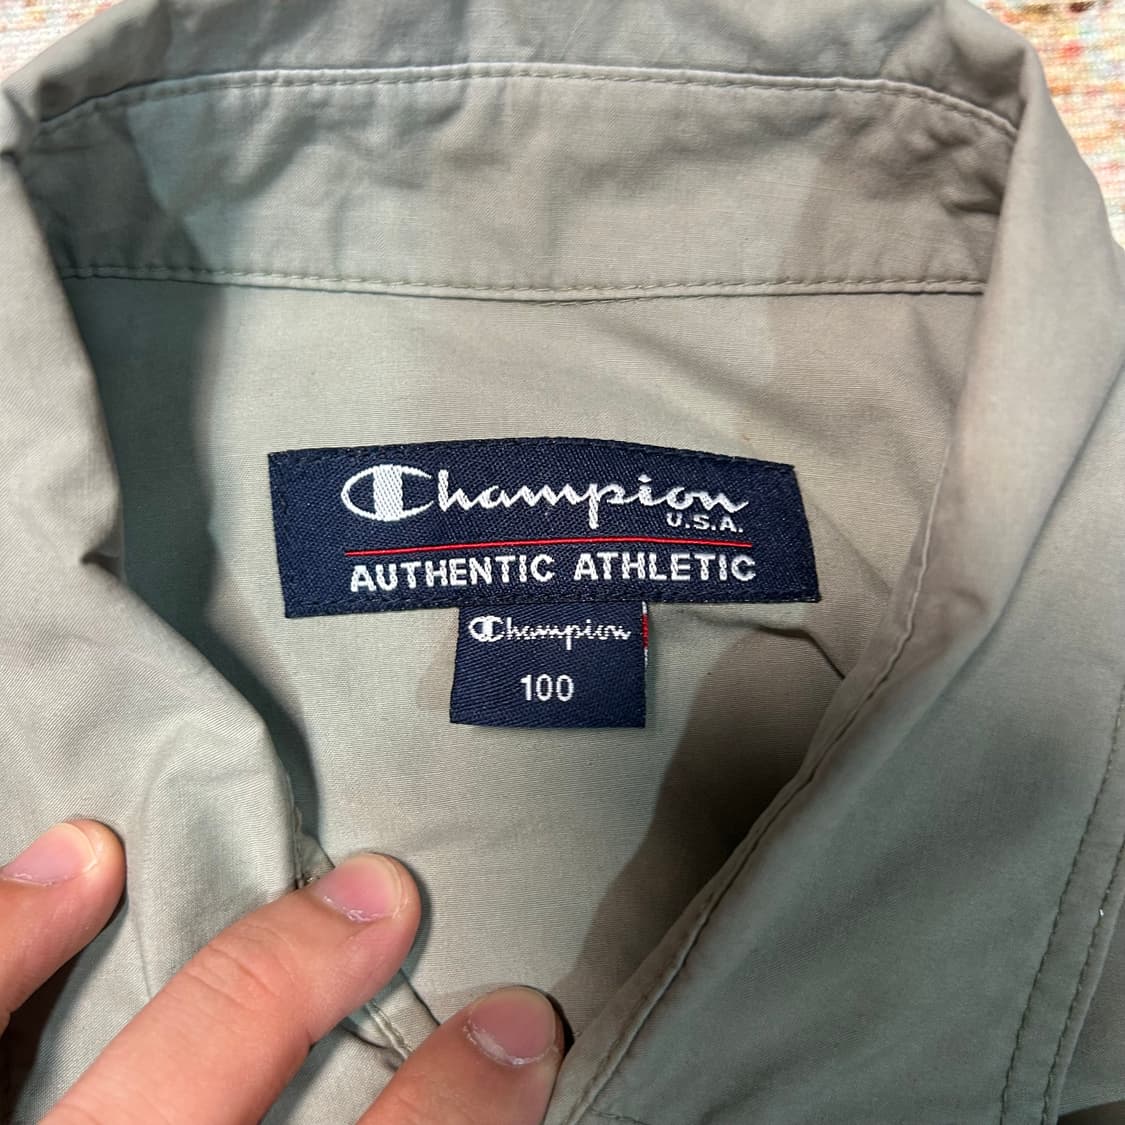 Champion
U.S.A.
AUTHENTIC ATHLETIC
Champion
100